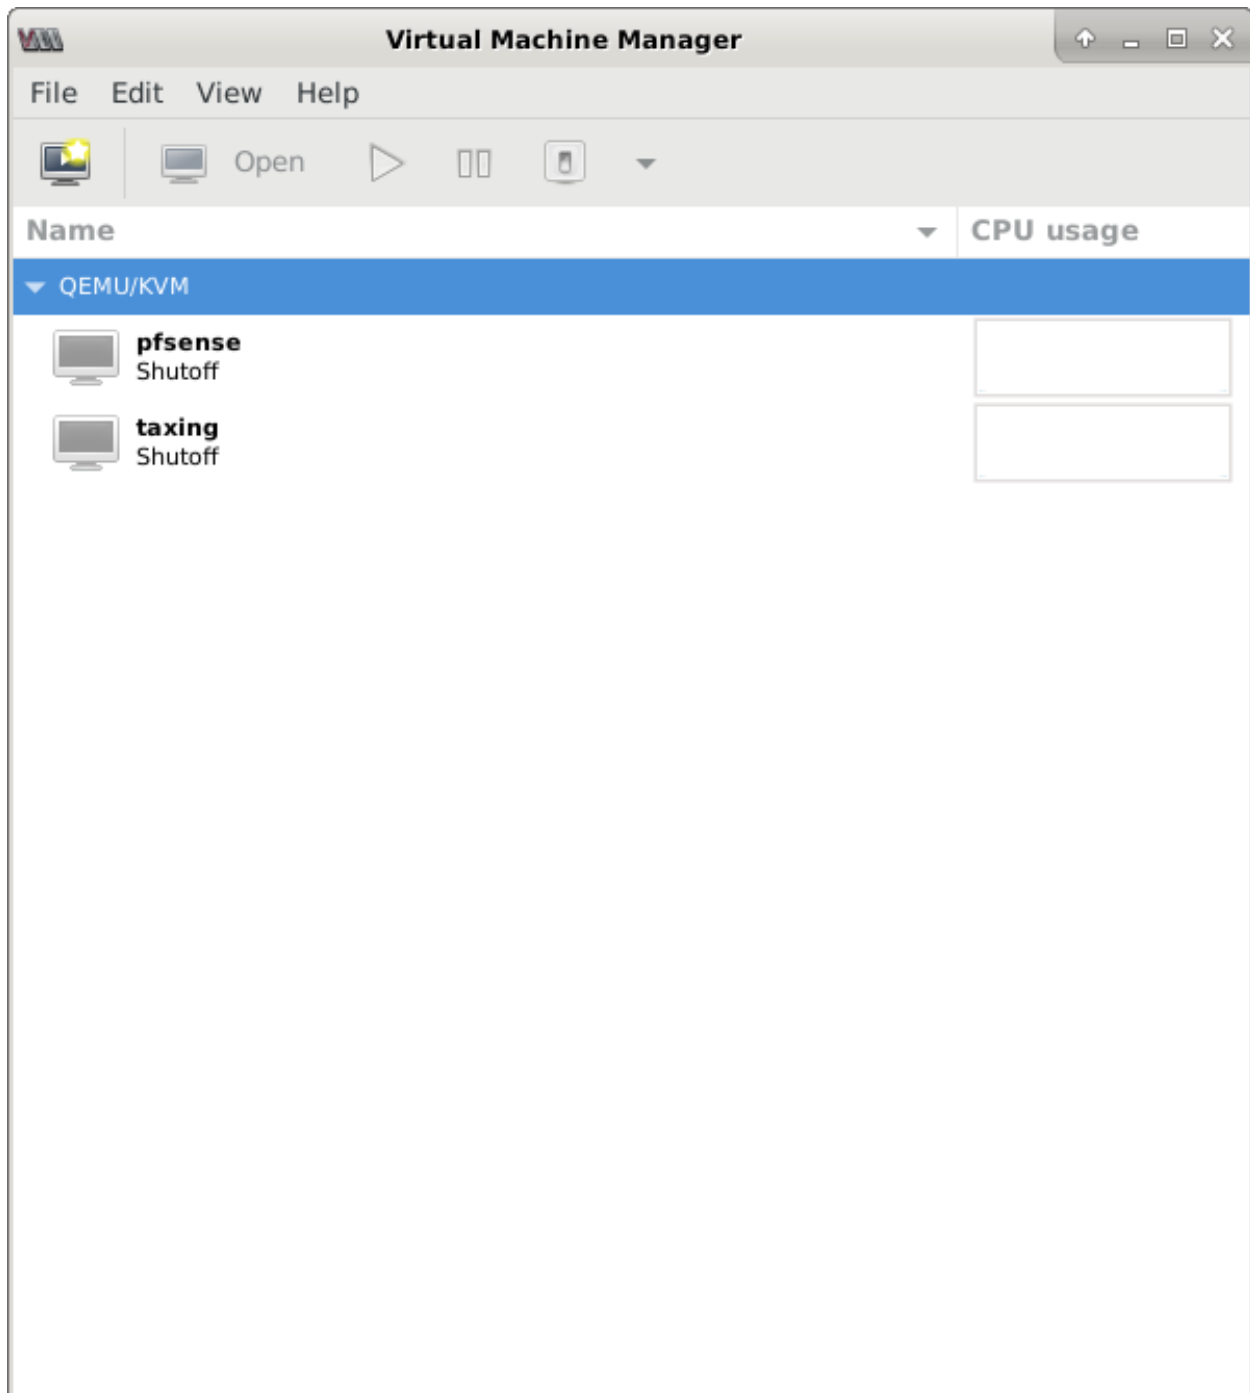 Virtual Machine Manager
File Edit View Help
Open
Name CPU usage
QEMU/KVM
pfsense
Shutoff
taxing
Shutoff